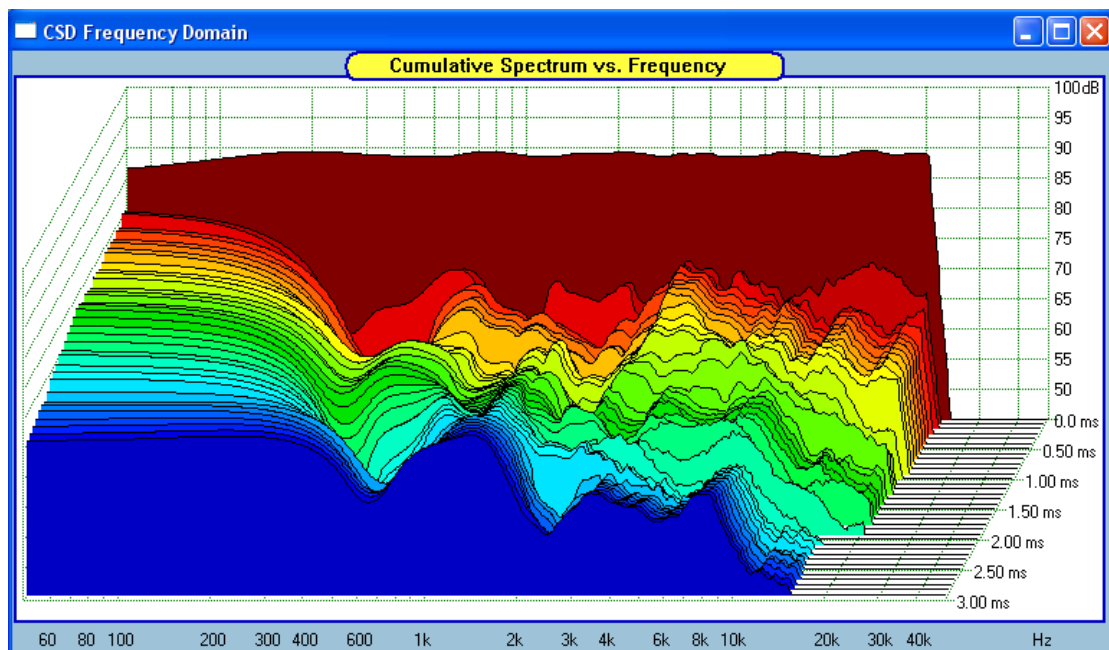 CSD Frequency Domain
Cumulative Spectrum vs. Frequency
100dB
95
90
85
80
75
70
65
60
55
50
0.0 ms
0.50 ms
1.00 ms
1.50 ms
2.00 ms
2.50 ms
3.00 ms
60 80 100 200 300 400 600 1k 2k 3k 4k 6k 8k 10k 20k 30k 40k Hz